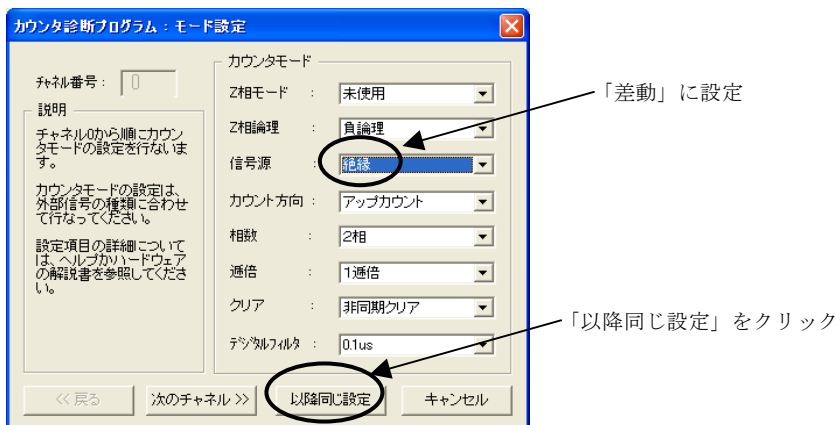 カウンタ診断プログラム：モード設定
チャネル番号： 0
説明
チャネル0から順にカウン
タモードの設定を行ないま
す。
カウンタモードの設定は、
外部信号の種類に合わせ
て行なってください。
設定項目の詳細について
は、ヘルプかハードウェア
の解説書を参照してくださ
い。
カウンタモード
Z相モード ： 未使用
Z相論理 ： 負論理
信号源 ： 絶縁
カウント方向： アップカウント
相数 ： 2相
逓倍 ： 1逓倍
クリア ： 非同期クリア
デジタルフィルタ ： 0.1us
<< 戻る 次のチャネル >> 以降同じ設定 キャンセル
「差動」に設定
「以降同じ設定」をクリック